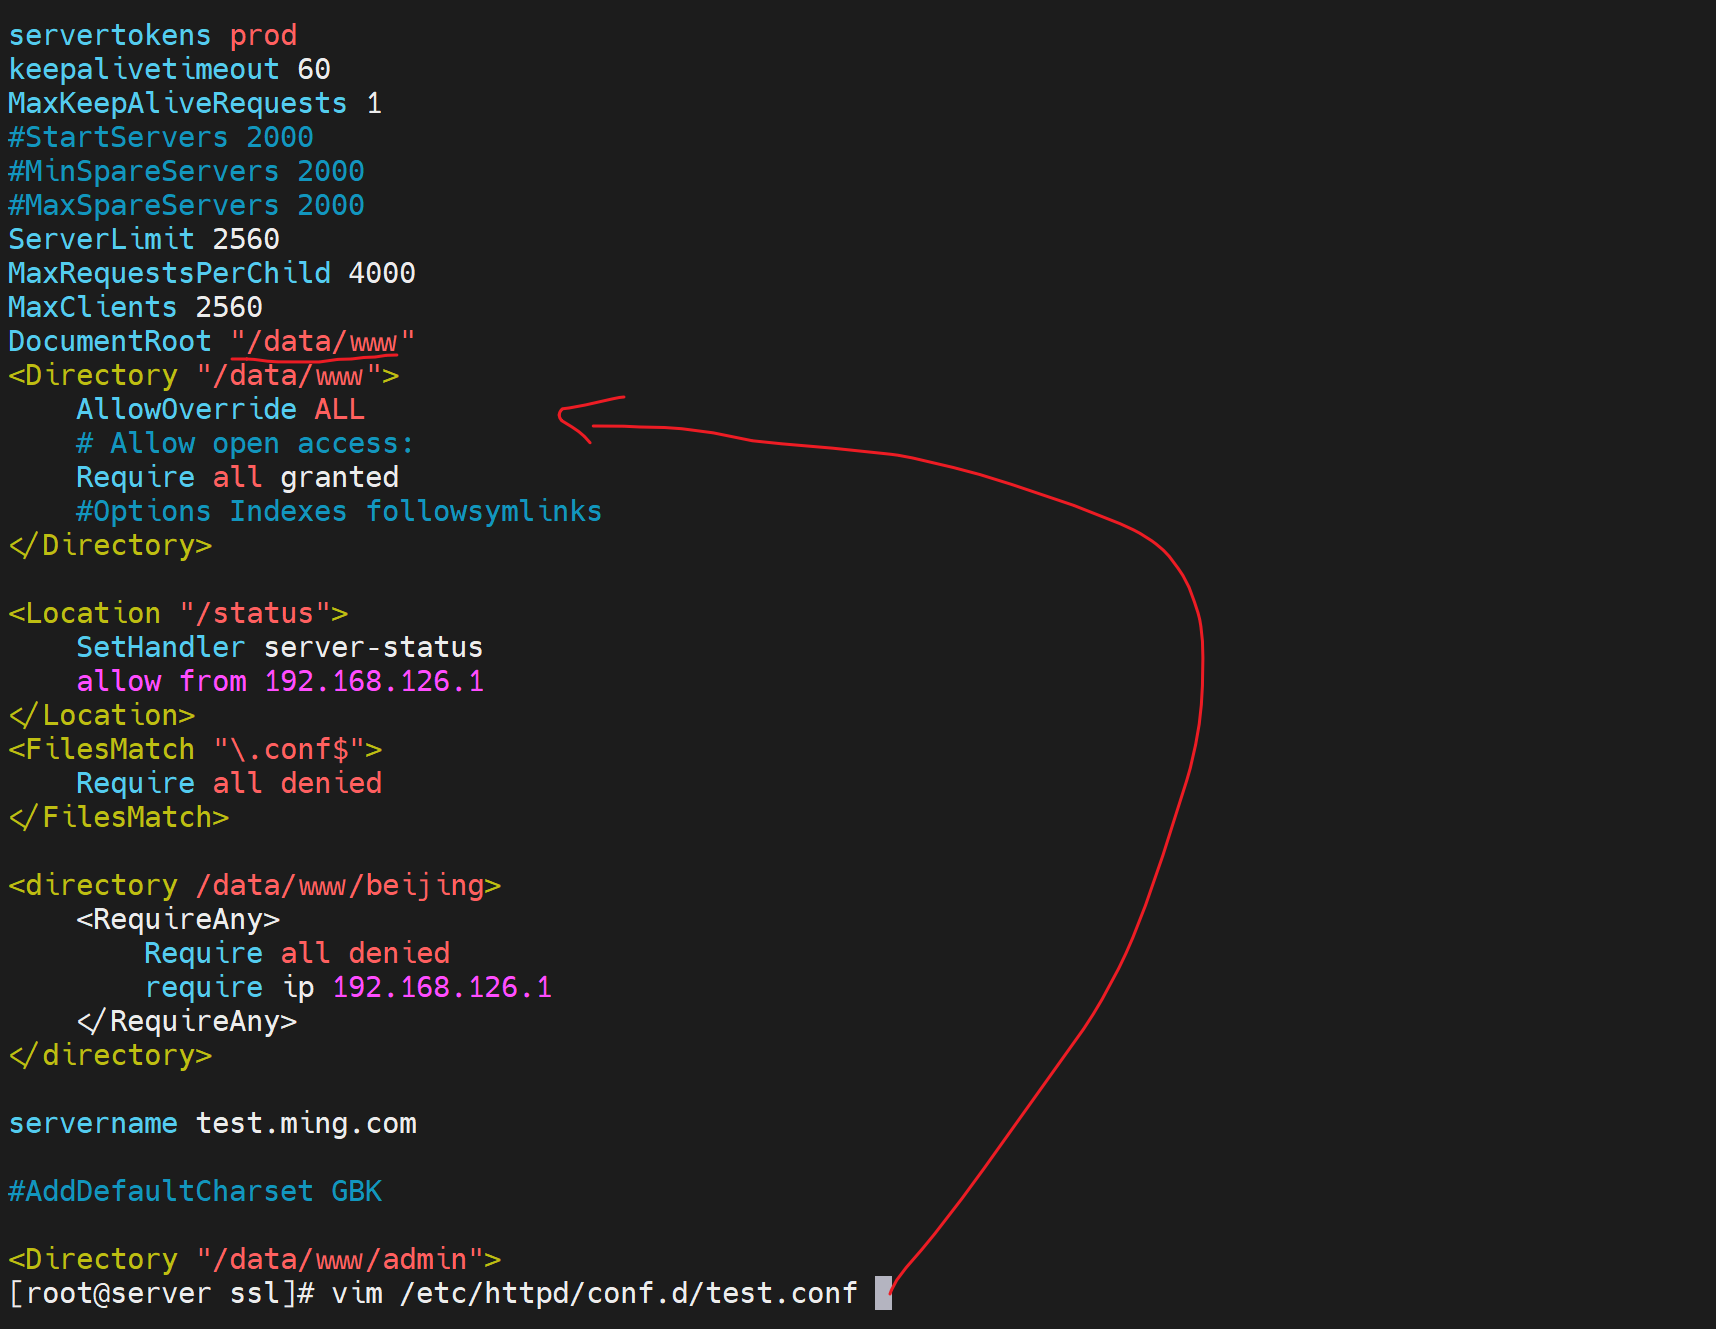 servertokens prod
keepalivetimeout 60
MaxKeepAliveRequests 1
#StartServers 2000
#MinSpareServers 2000
#MaxSpareServers 2000
ServerLimit 2560
MaxRequestsPerChild 4000
MaxClients 2560
DocumentRoot "/data/www"
<Directory "/data/www">
    AllowOverride ALL
    # Allow open access:
    Require all granted
    #Options Indexes followsymlinks
</Directory>

<Location "/status">
    SetHandler server-status
    allow from 192.168.126.1
</Location>
<FilesMatch "\.conf$">
    Require all denied
</FilesMatch>

<directory /data/www/beijing>
    <RequireAny>
        Require all denied
        require ip 192.168.126.1
    </RequireAny>
</directory>

servername test.ming.com

#AddDefaultCharset GBK

<Directory "/data/www/admin">
[root@server ssl]# vim /etc/httpd/conf.d/test.conf